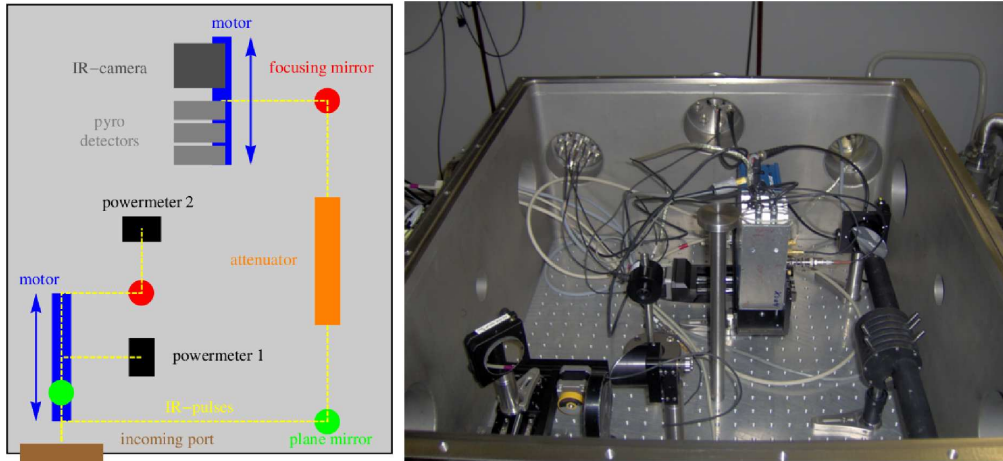 motor
IR-camera
focusing mirror
pyro
detectors
powermeter 2
attenuator
motor
powermeter 1
IR-pulses
incoming port
plane mirror